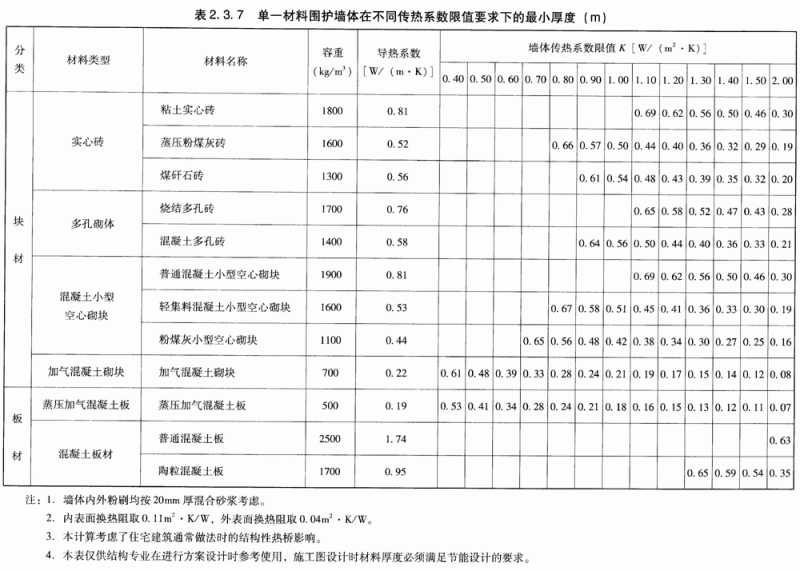 表2.3.7 单一材料围护墙体在不同传热系数限值要求下的最小厚度（m）
分类 材料类型 材料名称 容重（kg/m³） 导热系数［W/（m·K）］ 墙体传热系数限值K［W/（m²·K）］
0.40 0.50 0.60 0.70 0.80 0.90 1.00 1.10 1.20 1.30 1.40 1.50 2.00
块材 实心砖 粘土实心砖 1800 0.81 0.69 0.62 0.56 0.50 0.46 0.30
蒸压粉煤灰砖 1600 0.52 0.66 0.57 0.50 0.44 0.40 0.36 0.32 0.29 0.19
煤矸石砖 1300 0.56 0.61 0.54 0.48 0.43 0.39 0.35 0.32 0.20
多孔砌体 烧结多孔砖 1700 0.76 0.65 0.58 0.52 0.47 0.43 0.28
混凝土多孔砖 1400 0.58 0.64 0.56 0.50 0.44 0.40 0.36 0.33 0.21
混凝土小型空心砌块 普通混凝土小型空心砌块 1900 0.81 0.69 0.62 0.56 0.50 0.46 0.30
轻集料混凝土小型空心砌块 1600 0.53 0.67 0.58 0.51 0.45 0.41 0.36 0.33 0.30 0.19
粉煤灰小型空心砌块 1100 0.44 0.65 0.56 0.48 0.42 0.38 0.34 0.30 0.27 0.25 0.16
加气混凝土砌块 加气混凝土砌块 700 0.22 0.61 0.48 0.39 0.33 0.28 0.24 0.21 0.19 0.17 0.15 0.14 0.12 0.08
板材 蒸压加气混凝土板 蒸压加气混凝土板 500 0.19 0.53 0.41 0.34 0.28 0.24 0.21 0.18 0.16 0.15 0.13 0.12 0.11 0.07
混凝土板材 普通混凝土板 2500 1.74 0.63
陶粒混凝土板 1700 0.95 0.65 0.59 0.54 0.35
注：1. 墙体内外粉刷均按20mm厚混合砂浆考虑。
2. 内表面换热阻取0.11m²·K/W，外表面换热阻取0.04m²·K/W。
3. 本计算考虑了住宅建筑通常做法时的结构性热桥影响。
4. 本表仅供结构专业在进行方案设计时参考使用，施工图设计时材料厚度必须满足节能设计的要求。